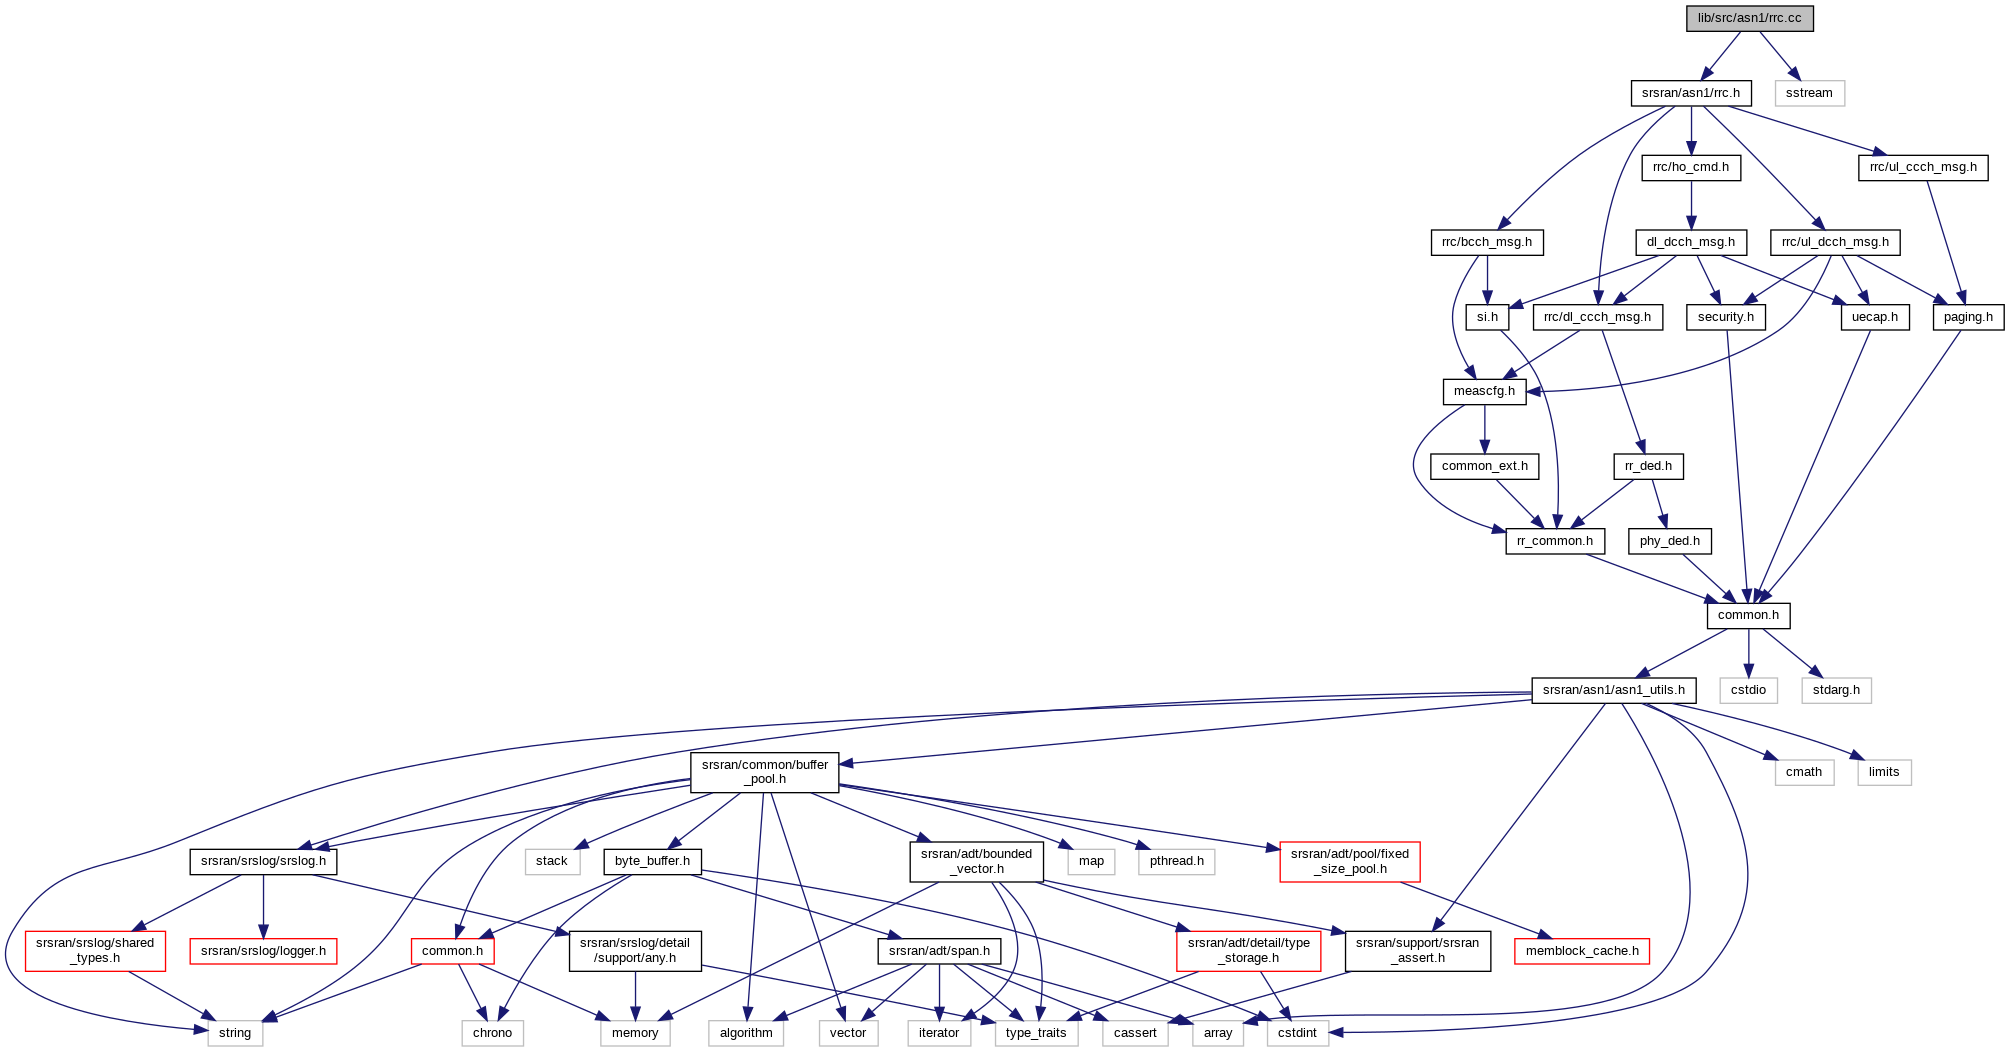 lib/src/asn1/rrc.cc
srsran/asn1/rrc.h
sstream
rrc/ho_cmd.h
rrc/ul_ccch_msg.h
rrc/bcch_msg.h
dl_dcch_msg.h
rrc/ul_dcch_msg.h
si.h
rrc/dl_ccch_msg.h
security.h
uecap.h
paging.h
meascfg.h
common_ext.h
rr_ded.h
rr_common.h
phy_ded.h
common.h
srsran/asn1/asn1_utils.h
cstdio
stdarg.h
srsran/common/buffer
_pool.h
cmath
limits
srsran/srslog/srslog.h
stack
byte_buffer.h
srsran/adt/bounded
_vector.h
map
pthread.h
srsran/adt/pool/fixed
_size_pool.h
srsran/srslog/shared
_types.h
srsran/srslog/logger.h
common.h
srsran/srslog/detail
/support/any.h
srsran/adt/span.h
srsran/adt/detail/type
_storage.h
srsran/support/srsran
_assert.h
memblock_cache.h
string
chrono
memory
algorithm
vector
iterator
type_traits
cassert
array
cstdint